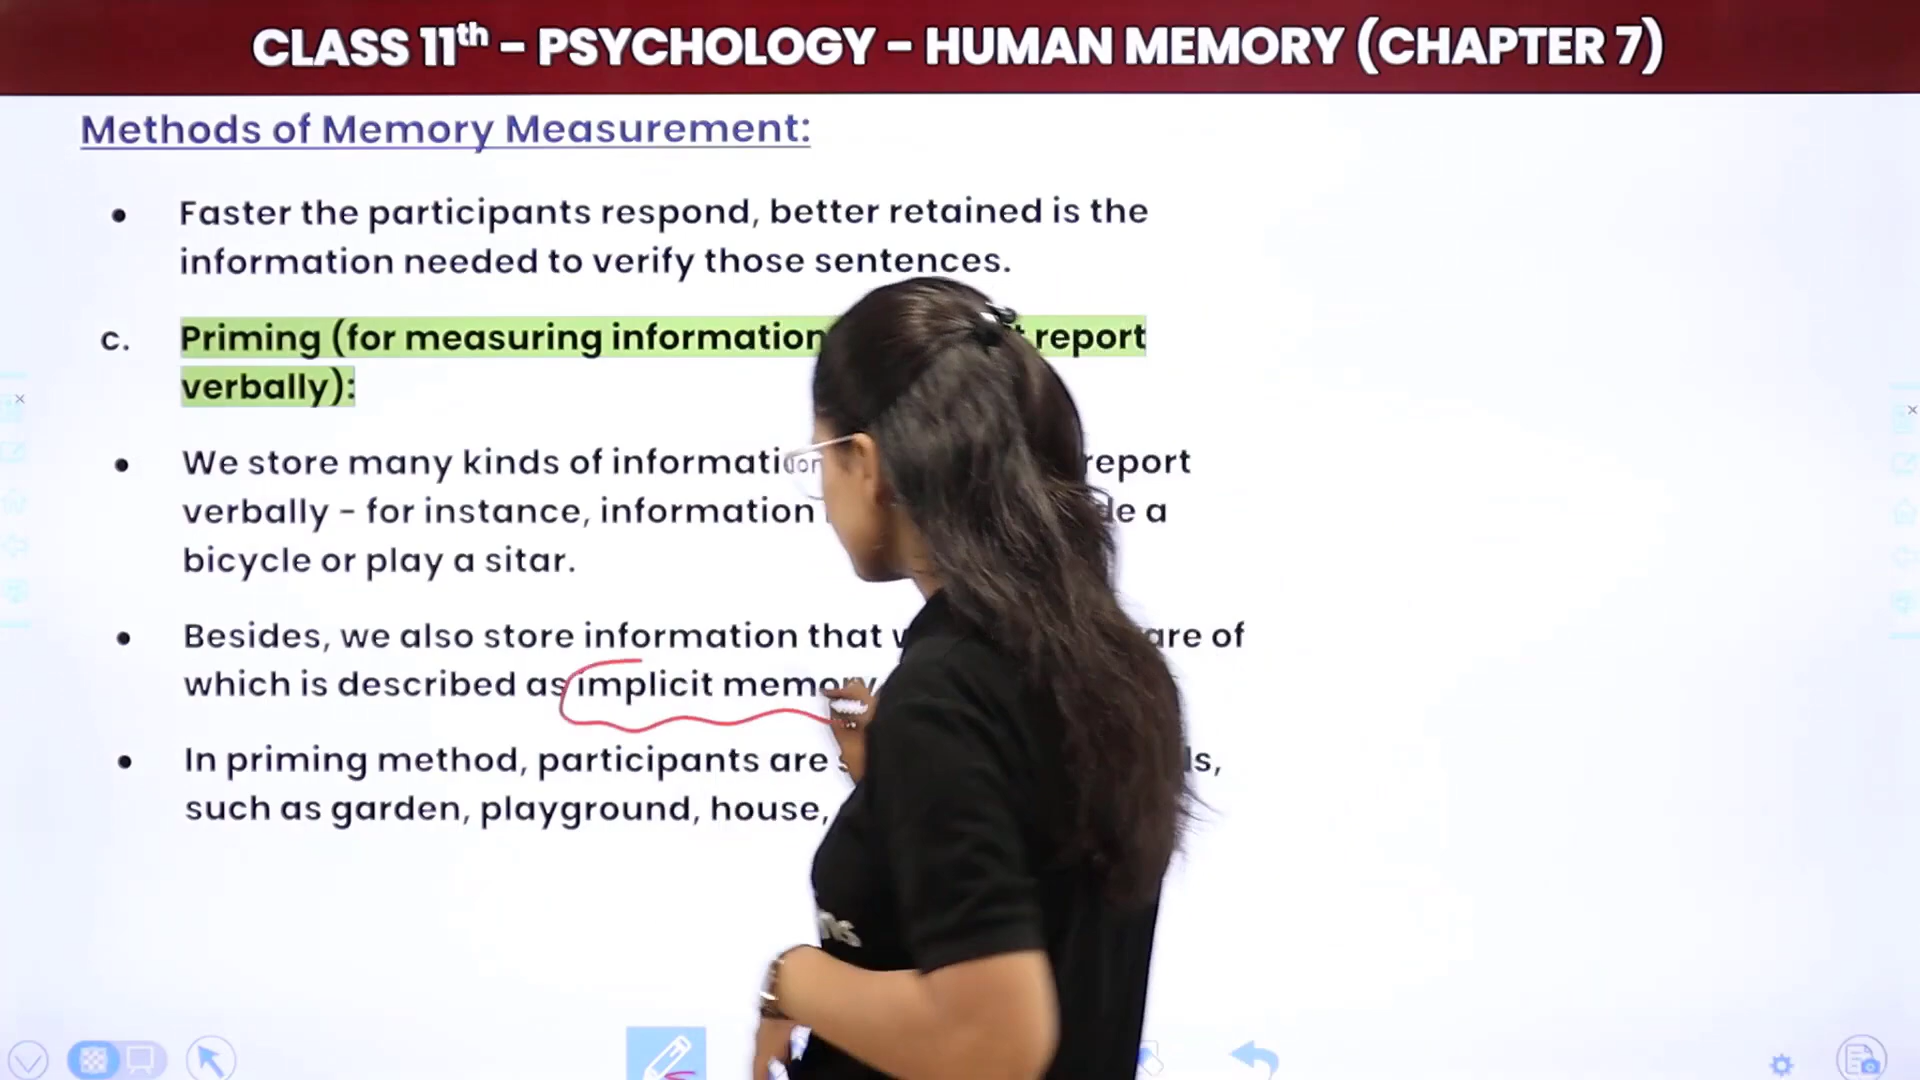 CLASS 11th - PSYCHOLOGY - HUMAN MEMORY (CHAPTER 7)
Methods of Memory Measurement:
• Faster the participants respond, better retained is the
information needed to verify those sentences.
c. Priming (for measuring information report
verbally):
• We store many kinds of information report
verbally - for instance, information a
bicycle or play a sitar.
• Besides, we also store information that of
which is described as implicit memory
• In priming method, participants are
such as garden, playground, house,